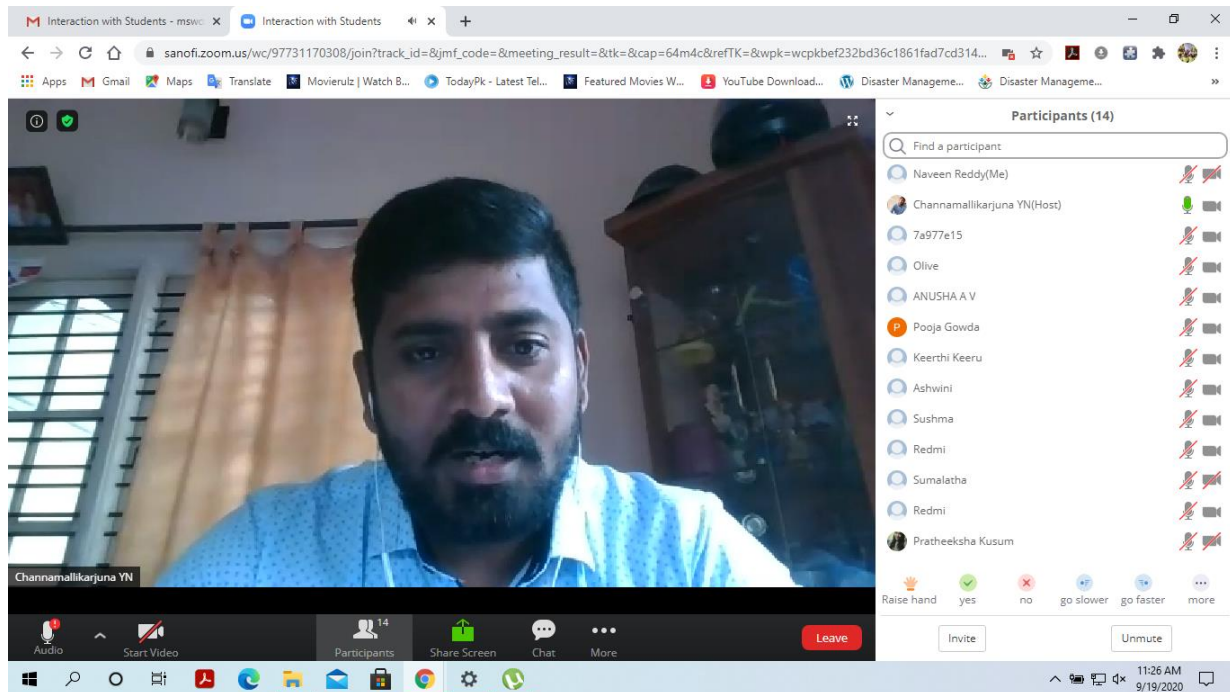 Interaction with Students - mswc
Interaction with Students
sanofi.zoom.us/wc/97731170308/join?track_id=&jmf_code=&meeting_result=&tk=&cap=64m4c&refTK=&wpk=wcpkbef232bd36c1861fad7cd314...
Apps Gmail Maps Translate Movierulz | Watch B... TodayPk - Latest Tel... Featured Movies W... YouTube Download... Disaster Manageme... Disaster Manageme... »
Participants (14)
Find a participant
Naveen Reddy(Me)
Channamallikarjuna YN(Host)
7a977e15
Olive
ANUSHA A V
P Pooja Gowda
Keerthi Keeru
Ashwini
Sushma
Redmi
Sumalatha
Redmi
Pratheeksha Kusum
Raise hand yes no go slower go faster more
Invite Unmute
Channamallikarjuna YN
14
Audio Start Video Participants Share Screen Chat More Leave
11:26 AM
9/19/2020